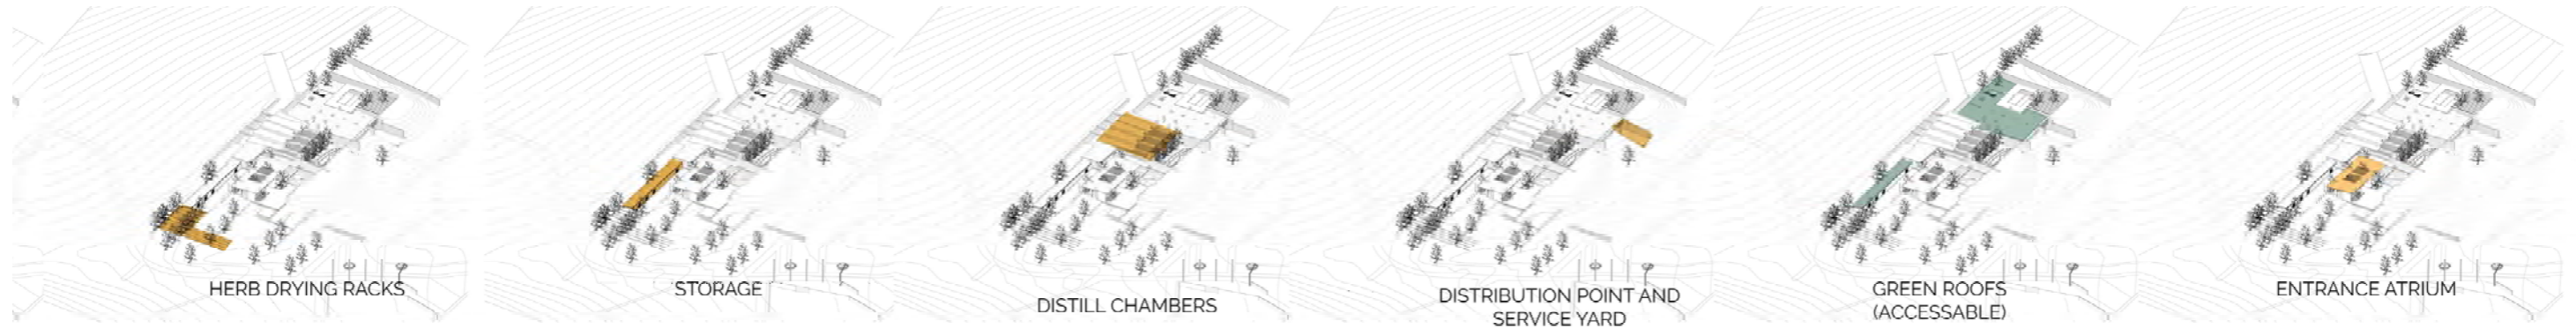 HERB DRYING RACKS
STORAGE
DISTILL CHAMBERS
DISTRIBUTION POINT AND
SERVICE YARD
GREEN ROOFS
(ACCESSABLE)
ENTRANCE ATRIUM